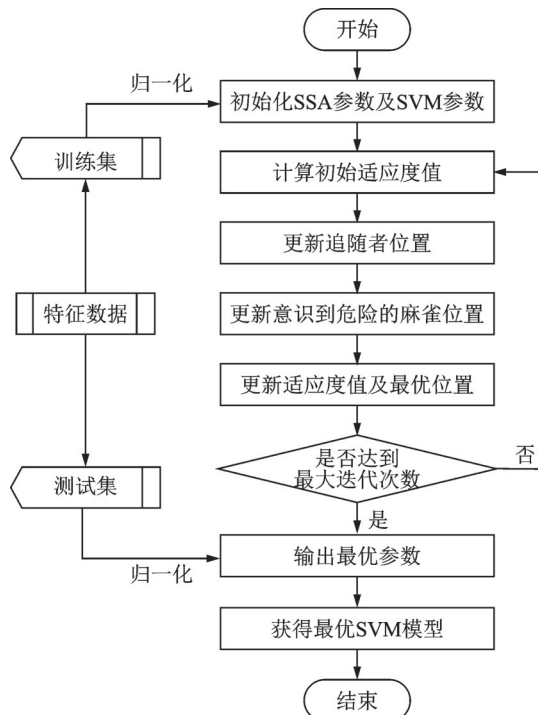 开始
归一化
初始化SSA参数及SVM参数
训练集
计算初始适应度值
更新追随者位置
特征数据
更新意识到危险的麻雀位置
更新适应度值及最优位置
是否达到
最大迭代次数
否
测试集
是
归一化
输出最优参数
获得最优SVM模型
结束